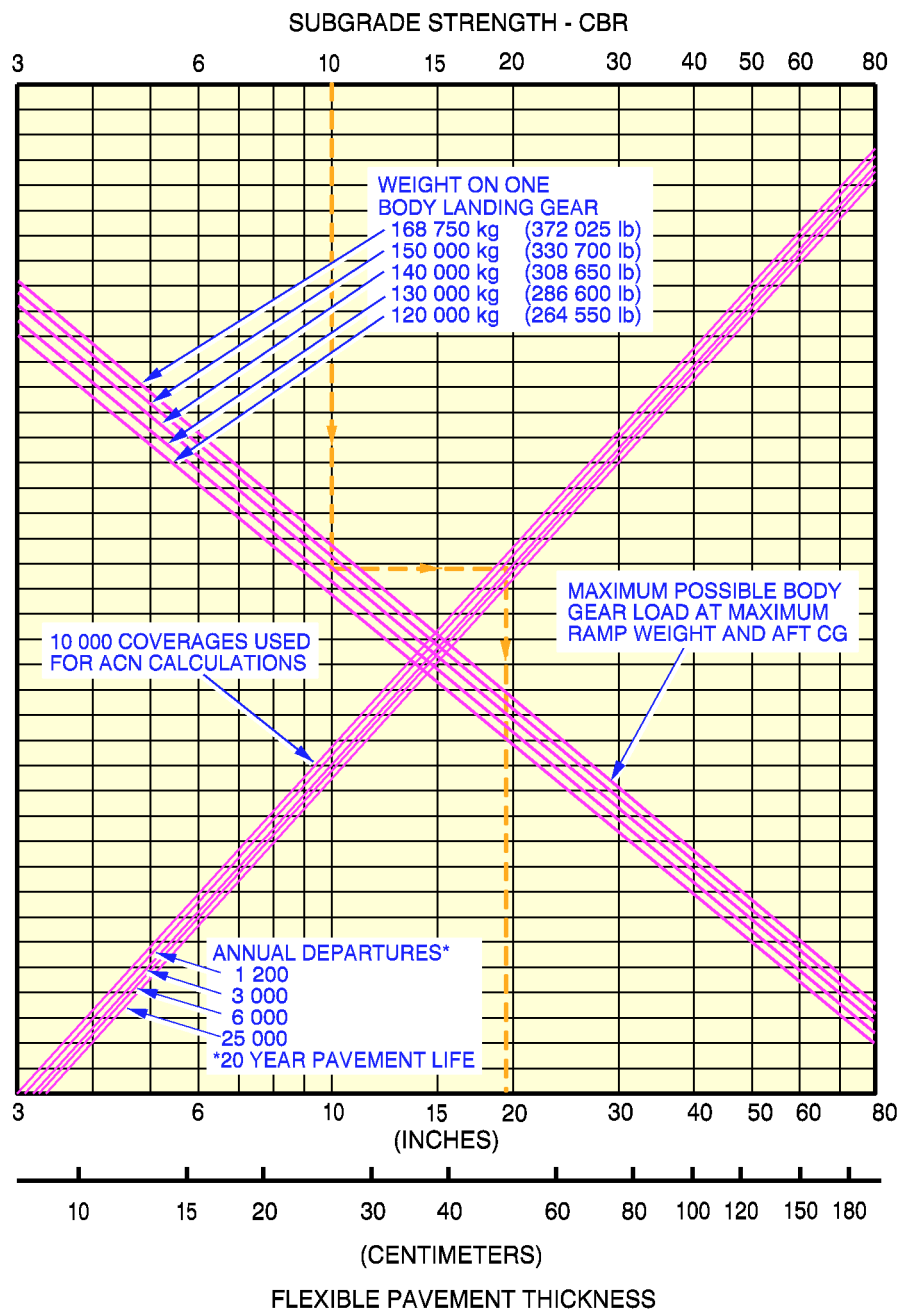 SUBGRADE STRENGTH - CBR
3 6 10 15 20 30 40 50 60 80
WEIGHT ON ONE
BODY LANDING GEAR
168 750 kg (372 025 lb)
150 000 kg (330 700 lb)
140 000 kg (308 650 lb)
130 000 kg (286 600 lb)
120 000 kg (264 550 lb)
MAXIMUM POSSIBLE BODY
GEAR LOAD AT MAXIMUM
RAMP WEIGHT AND AFT CG
10 000 COVERAGES USED
FOR ACN CALCULATIONS
ANNUAL DEPARTURES*
1 200
3 000
6 000
25 000
*20 YEAR PAVEMENT LIFE
3 6 10 15 20 30 40 50 60 80
(INCHES)
10 15 20 30 40 60 80 100 120 150 180
(CENTIMETERS)
FLEXIBLE PAVEMENT THICKNESS